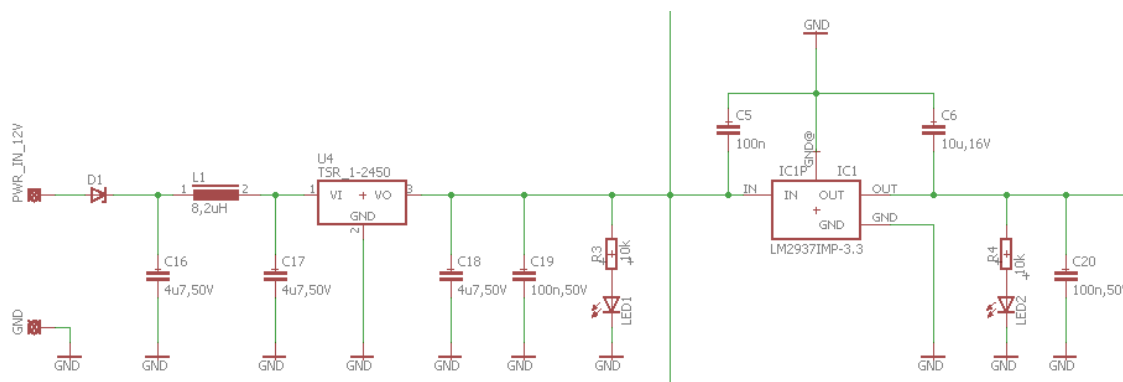 PWR_IN_12V
GND
D1
C16
4u7,50V
L1
1
2
8,2uH
C17
4u7,50V
U4
TSR_1-2450
1
VI
VO
3
GND
2
C18
4u7,50V
C19
100n,50V
R3
10k
LED1
GND
GND
GND
GND
GND
GND
GND
GND
C5
100n
GND@
C6
10u,16V
IC1P
IC1
IN
IN
OUT
OUT
GND
GND
LM2937IMP-3.3
R4
10k
LED2
C20
100n,50V
GND
GND
GND